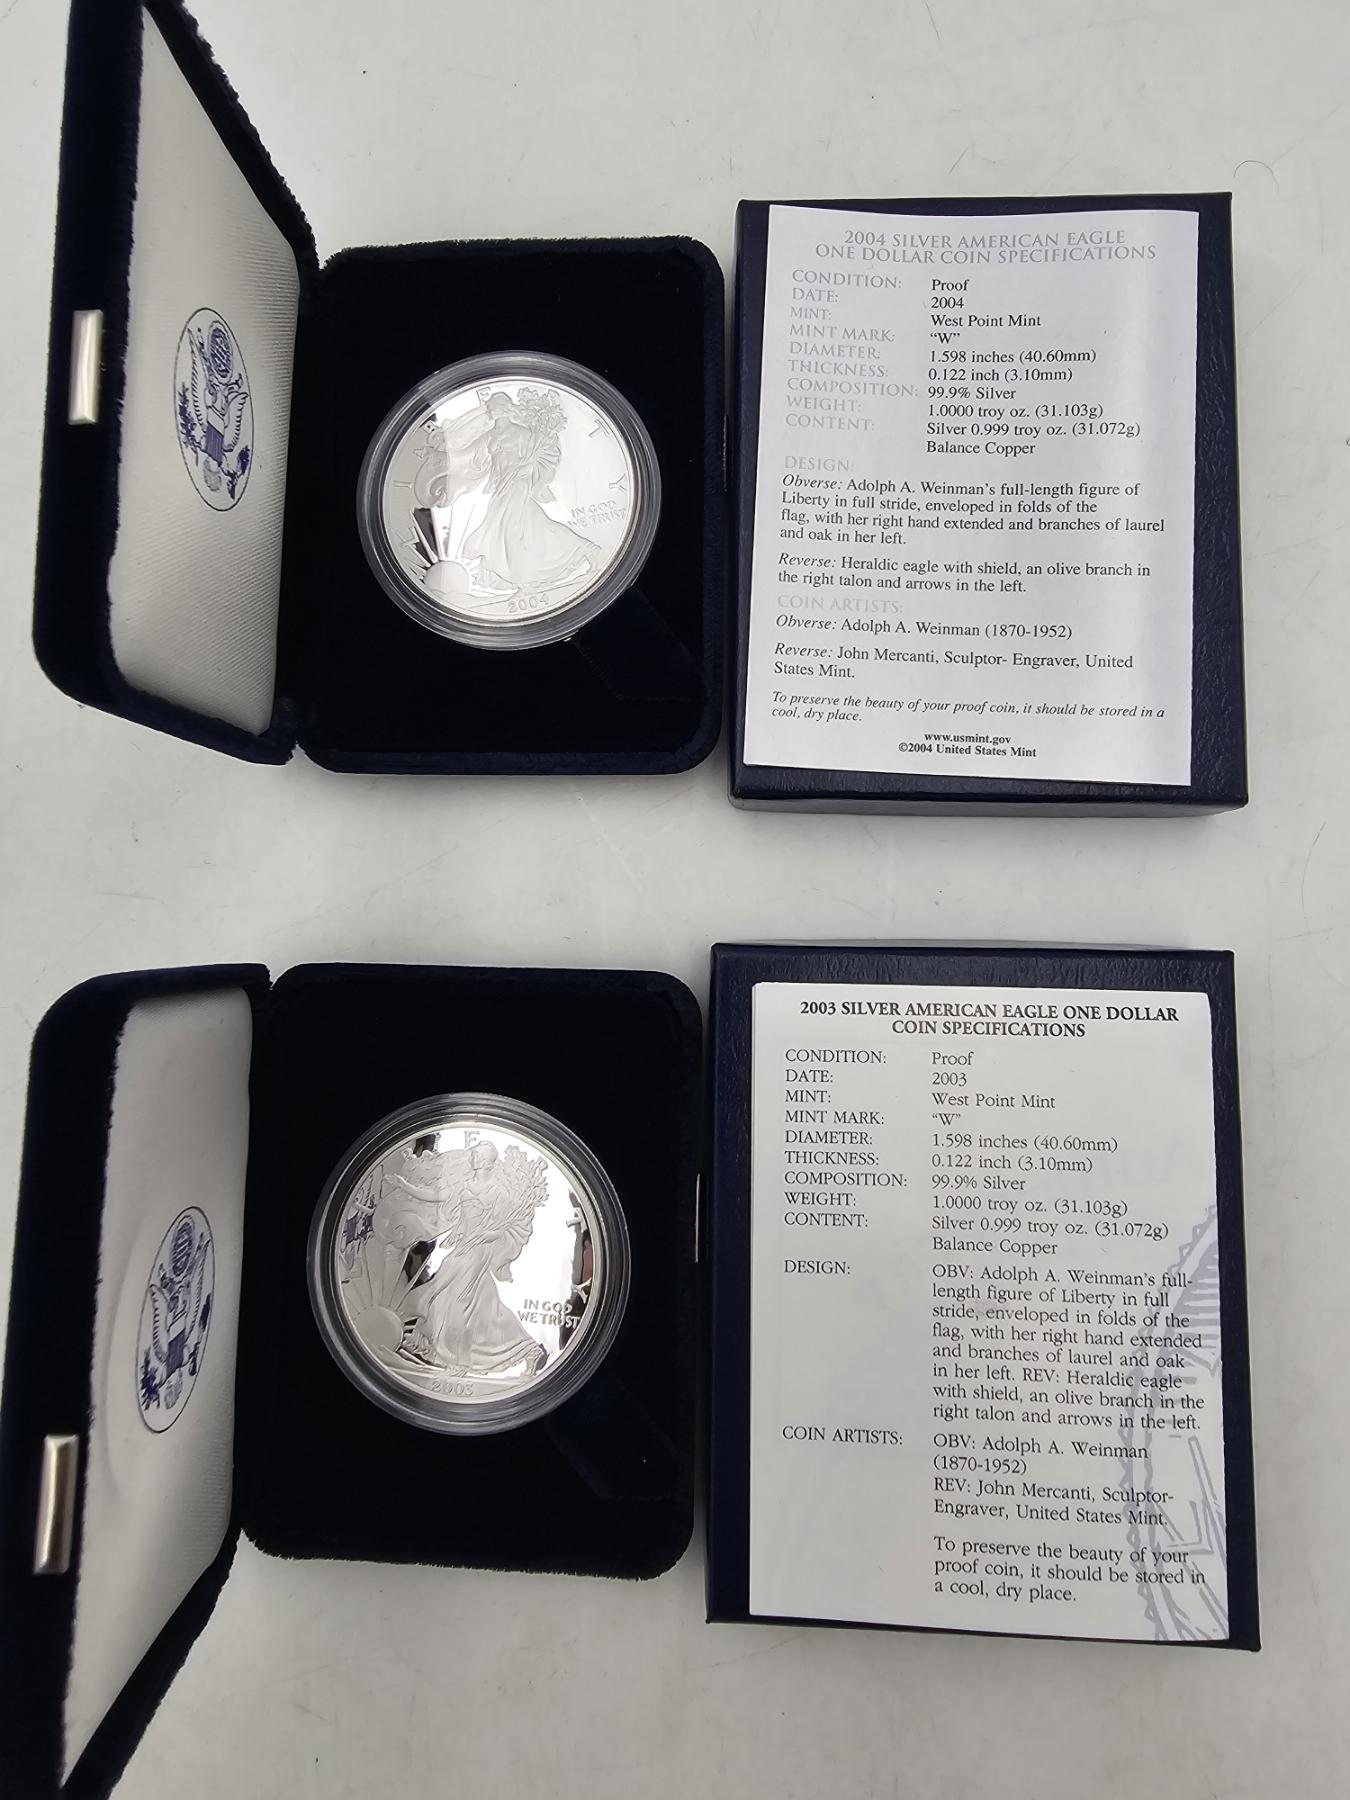 L I B E R T Y
IN GOD
WE TRUST
2004
2004 SILVER AMERICAN EAGLE
ONE DOLLAR COIN SPECIFICATIONS
CONDITION: Proof
DATE: 2004
MINT: West Point Mint
MINT MARK: “W”
DIAMETER: 1.598 inches (40.60mm)
THICKNESS: 0.122 inch (3.10mm)
COMPOSITION: 99.9% Silver
WEIGHT: 1.0000 troy oz. (31.103g)
CONTENT: Silver 0.999 troy oz. (31.072g)
Balance Copper
DESIGN:
Obverse: Adolph A. Weinman’s full-length figure of
Liberty in full stride, enveloped in folds of the
flag, with her right hand extended and branches of laurel
and oak in her left.
Reverse: Heraldic eagle with shield, an olive branch in
the right talon and arrows in the left.
COIN ARTISTS:
Obverse: Adolph A. Weinman (1870-1952)
Reverse: John Mercanti, Sculptor- Engraver, United
States Mint.
To preserve the beauty of your proof coin, it should be stored in a
cool, dry place.
www.usmint.gov
©2004 United States Mint
IN GOD
WE TRUST
2003
2003 SILVER AMERICAN EAGLE ONE DOLLAR
COIN SPECIFICATIONS
CONDITION: Proof
DATE: 2003
MINT: West Point Mint
MINT MARK: “W”
DIAMETER: 1.598 inches (40.60mm)
THICKNESS: 0.122 inch (3.10mm)
COMPOSITION: 99.9% Silver
WEIGHT: 1.0000 troy oz. (31.103g)
CONTENT: Silver 0.999 troy oz. (31.072g)
Balance Copper
DESIGN: OBV: Adolph A. Weinman’s full-
length figure of Liberty in full
stride, enveloped in folds of the
flag, with her right hand extended
and branches of laurel and oak
in her left. REV: Heraldic eagle
with shield, an olive branch in the
right talon and arrows in the left.
COIN ARTISTS: OBV: Adolph A. Weinman
(1870-1952)
REV: John Mercanti, Sculptor-
Engraver, United States Mint.
To preserve the beauty of your
proof coin, it should be stored in
a cool, dry place.